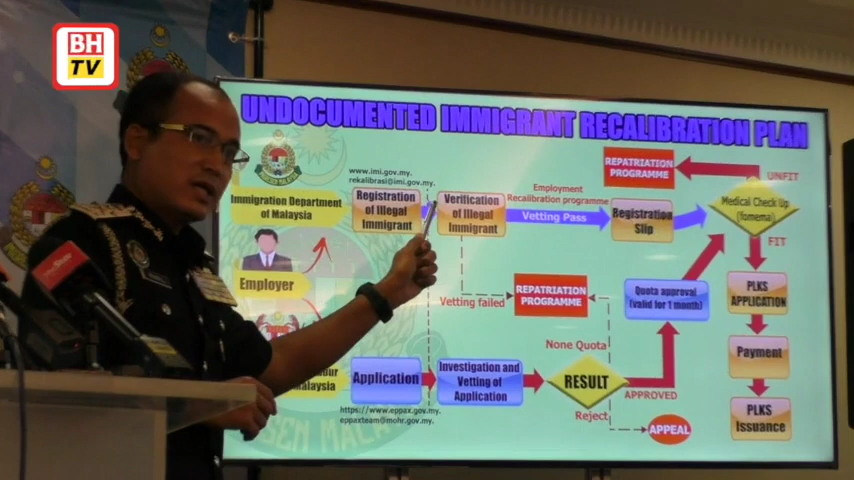 BH
TV
UNDOCUMENTED IMMIGRANT RECALIBRATION PLAN
Immigration Department
of Malaysia
Employer
Malaysia
www.imi.gov.my.
rekalibrasi@imi.gov.my.
Registration
of Illegal
Immigrant
Verification
of Illegal
Immigrant
Employment
Recalibration programme
Vetting Pass
Registration
Slip
REPATRIATION
PROGRAMME
UNFIT
Medical Check Up
(fomema)
FIT
Vetting failed
REPATRIATION
PROGRAMME
Quota approval
(valid for 1 month)
PLKS
APPLICATION
None Quota
Payment
Application
Investigation and
Vetting of
Application
RESULT
APPROVED
Reject
APPEAL
PLKS
Issuance
https://www.eppax.gov.my.
eppaxteam@mohr.gov.my.